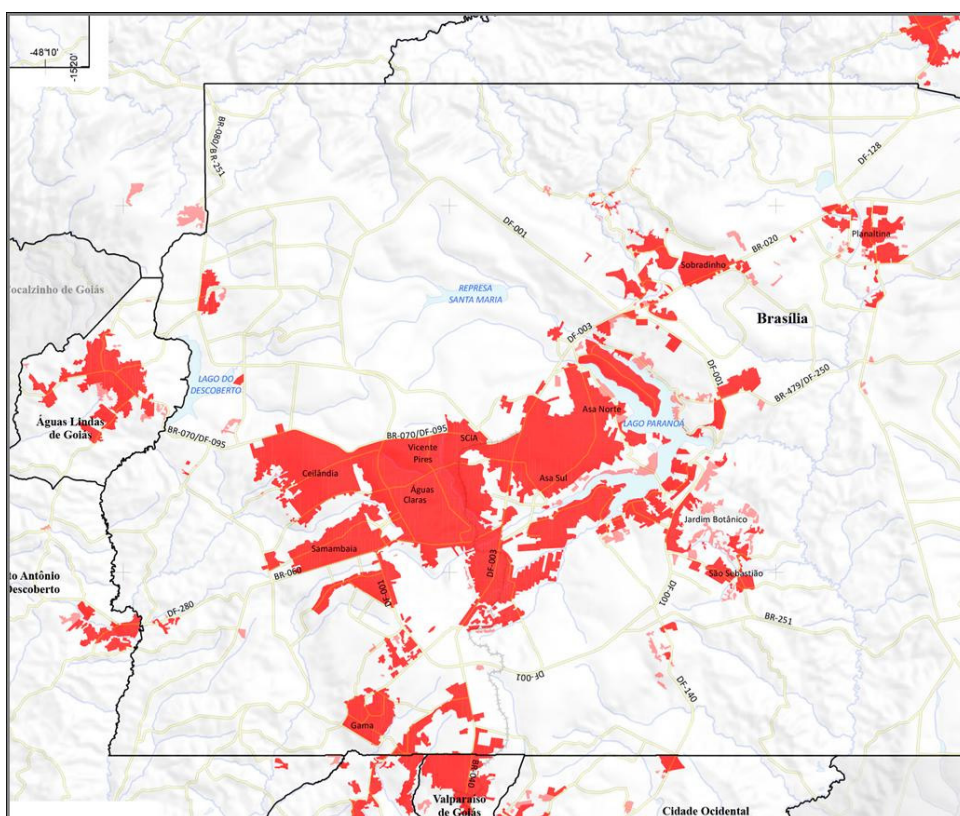 -48°10'
-15°20'
BR-080/BR-251
DF-128
DF-001
Planaltina
BR-020
Sobradinho
ocalzinho de Goiás
REPRESA
SANTA MARIA
Brasília
DF-003
DF-001
BR-479/DF-250
LAGO DO
DESCOBERTO
Asa Norte
LAGO PARANOÁ
Águas Lindas
de Goiás
BR-070/DF-095
BR-070/DF-095
SCIA
Vicente
Pires
Ceilândia
Asa Sul
Águas
Claras
Jardim Botânico
Samambaia
DF-003
São Sebastião
BR-060
DF-001
DF-001
to Antônio
Descoberto
DF-280
BR-251
DF-001
DF-140
Gama
BR-040
Valparaíso
de Goiás
Cidade Ocidental